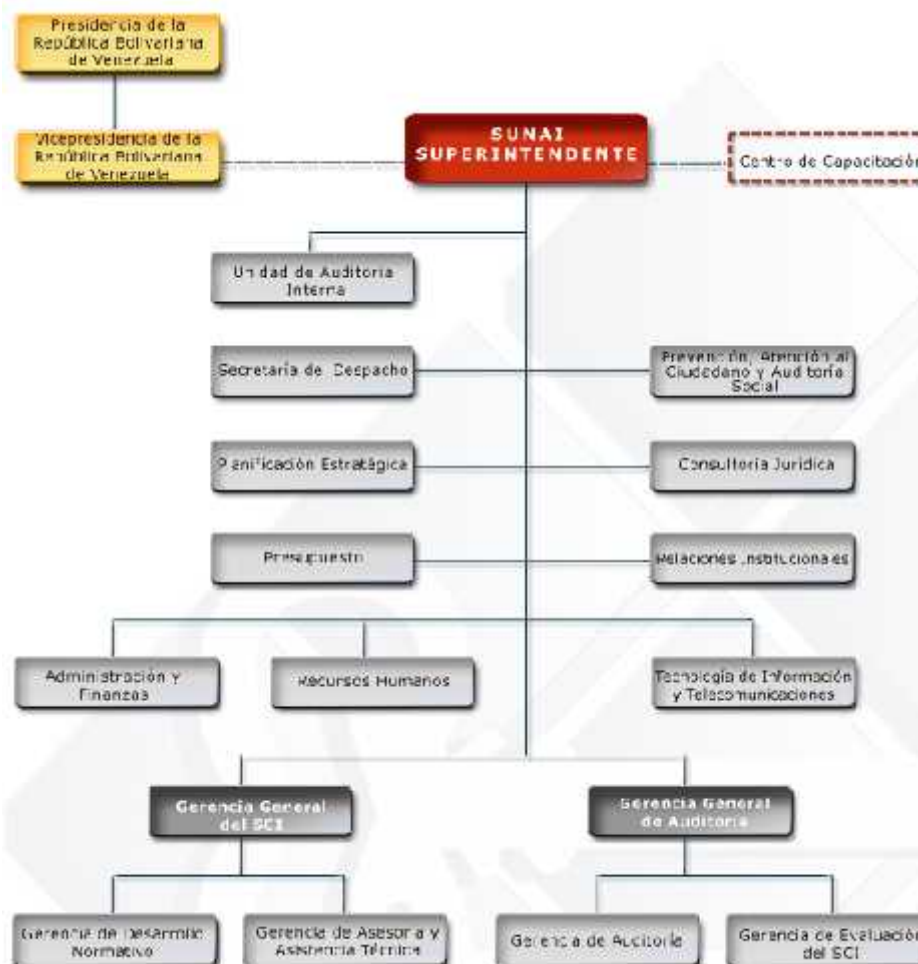 Presidencia de la
República Bolivariana
de Venezuela
Vicepresidencia de la
República Bolivariana
de Venezuela
SUNAI
SUPERINTENDENTE
Centro de Capacitación
Unidad de Auditoria
Interna
Secretaría de Despacho
Prevención, Atención al
Ciudadano y Auditoría
Social
Planificación Estratégica
Consultoría Jurídica
Presupuesto
Relaciones Institucionales
Administración y
Finanzas
Recursos Humanos
Tecnología de Información
y Telecomunicaciones
Gerencia General
del SCI
Gerencia General
de Auditoría
Gerencia de Desarrollo
Normativo
Gerencia de Asesoria y
Asistencia Técnica
Gerencia de Auditoría
Gerencia de Evaluación
del SCI